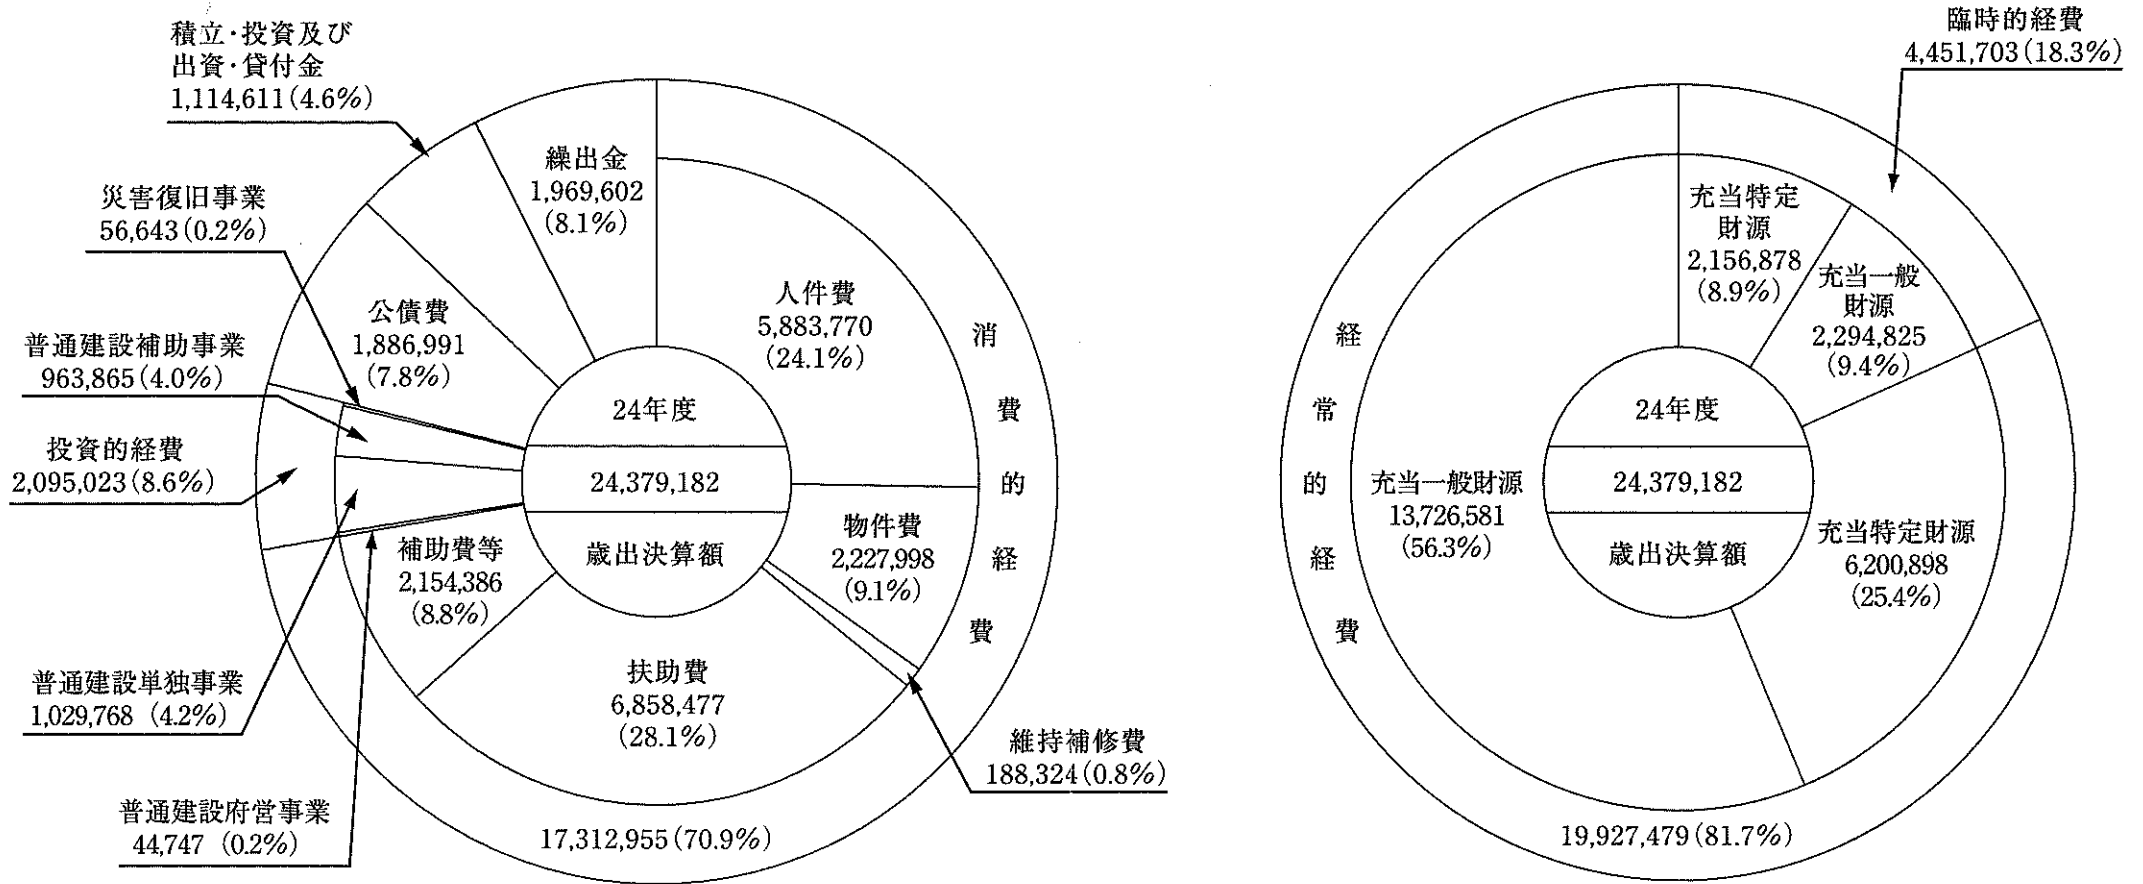 積立・投資及び
出資・貸付金
1,114,611(4.6%)
災害復旧事業
56,643(0.2%)
普通建設補助事業
963,865(4.0%)
投資的経費
2,095,023(8.6%)
普通建設単独事業
1,029,768 (4.2%)
普通建設府営事業
44,747 (0.2%)
繰出金
1,969,602
(8.1%)
公債費
1,886,991
(7.8%)
人件費
5,883,770
(24.1%)
消費的経費
24年度
24,379,182
歳出決算額
物件費
2,227,998
(9.1%)
補助費等
2,154,386
(8.8%)
扶助費
6,858,477
(28.1%)
維持補修費
188,324(0.8%)
17,312,955(70.9%)
臨時的経費
4,451,703(18.3%)
充当特定
財源
2,156,878
(8.9%)
充当一般
財源
2,294,825
(9.4%)
経常的経費
24年度
24,379,182
歳出決算額
充当一般財源
13,726,581
(56.3%)
充当特定財源
6,200,898
(25.4%)
19,927,479(81.7%)